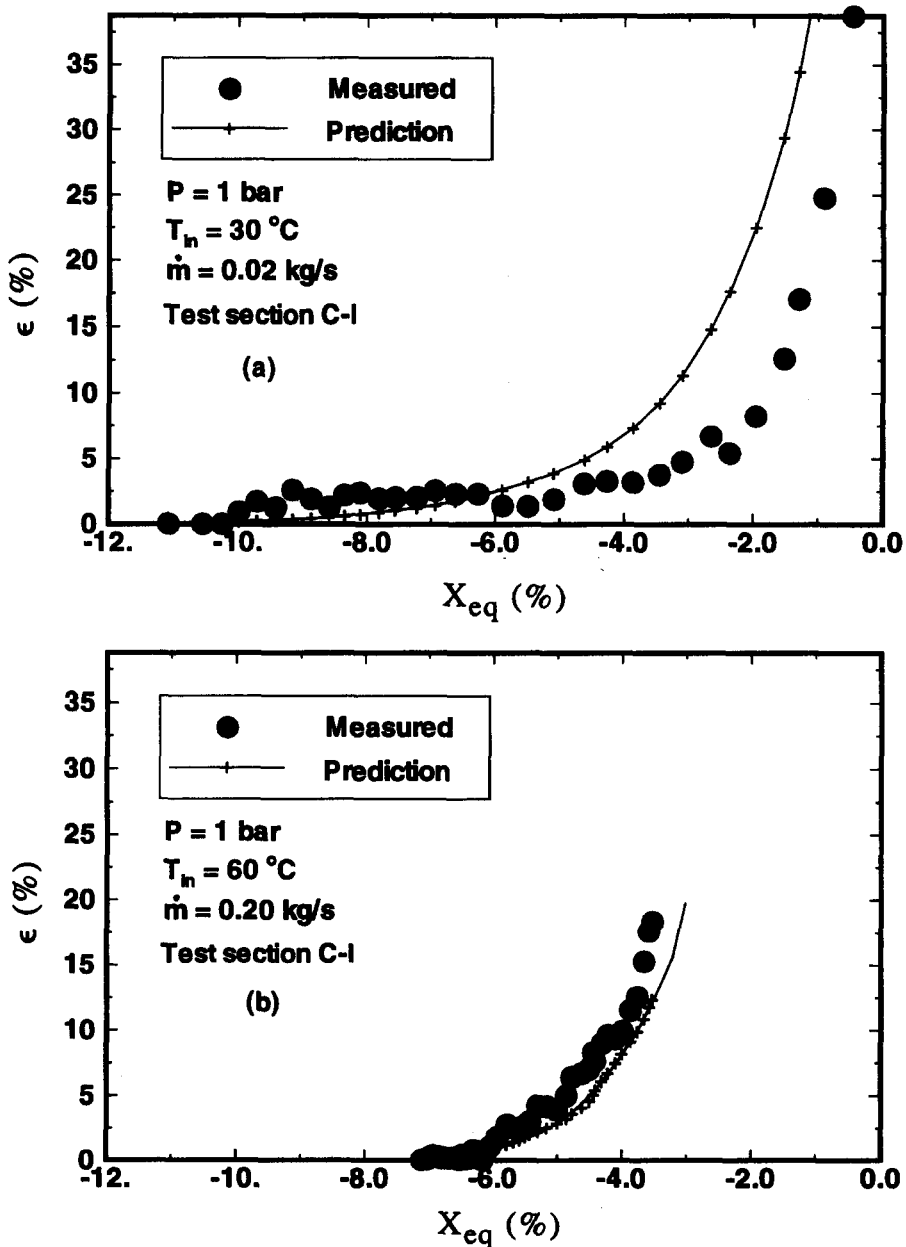 35
30
25
20
15
10
5
0
ϵ (%)
Measured
Prediction
P = 1 bar
T_in = 30 °C
ṁ = 0.02 kg/s
Test section C-I
(a)
-12. -10. -8.0 -6.0 -4.0 -2.0 0.0
X_eq (%)
35
30
25
20
15
10
5
0
ϵ (%)
Measured
Prediction
P = 1 bar
T_in = 60 °C
ṁ = 0.20 kg/s
Test section C-I
(b)
-12. -10. -8.0 -6.0 -4.0 -2.0 0.0
X_eq (%)